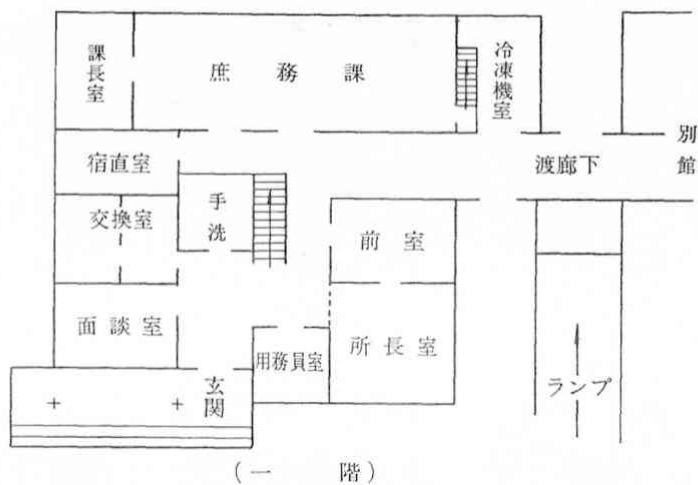 課長室
庶務課
冷凍機室
別館
宿直室
手洗
渡廊下
交換室
前室
面談室
玄関
用務員室
所長室
ランプ
(一階)